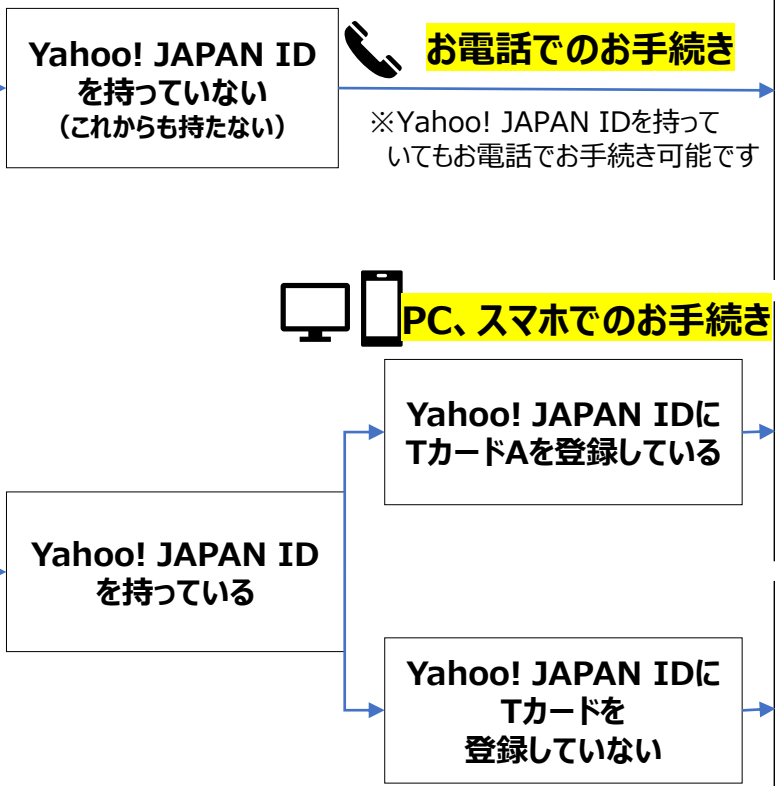 Yahoo! JAPAN ID
を持っていない
（これからも持たない）
お電話でのお手続き
※Yahoo! JAPAN IDを持って
いてもお電話でお手続き可能です
PC、スマホでのお手続き
Yahoo! JAPAN IDに
TカードAを登録している
Yahoo! JAPAN ID
を持っている
Yahoo! JAPAN IDに
Tカードを
登録していない